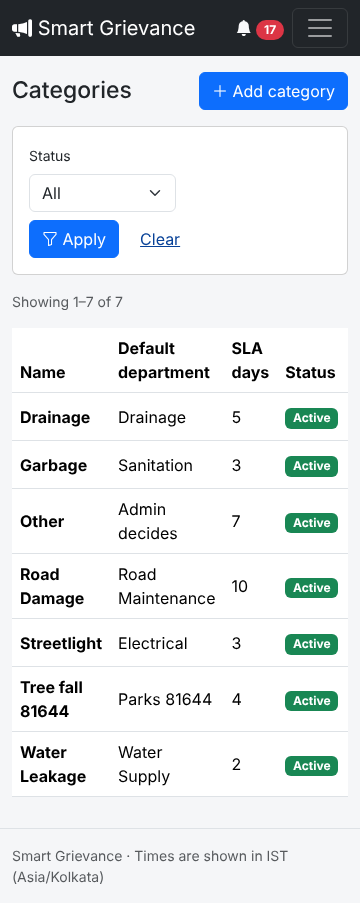 Smart Grievance 17
Categories
Add category
Status
All
Apply Clear
Showing 1–7 of 7
Name Default department SLA days Status
Drainage Drainage 5 Active
Garbage Sanitation 3 Active
Other Admin decides 7 Active
Road Damage Road Maintenance 10 Active
Streetlight Electrical 3 Active
Tree fall 81644 Parks 81644 4 Active
Water Leakage Water Supply 2 Active
Smart Grievance · Times are shown in IST
(Asia/Kolkata)